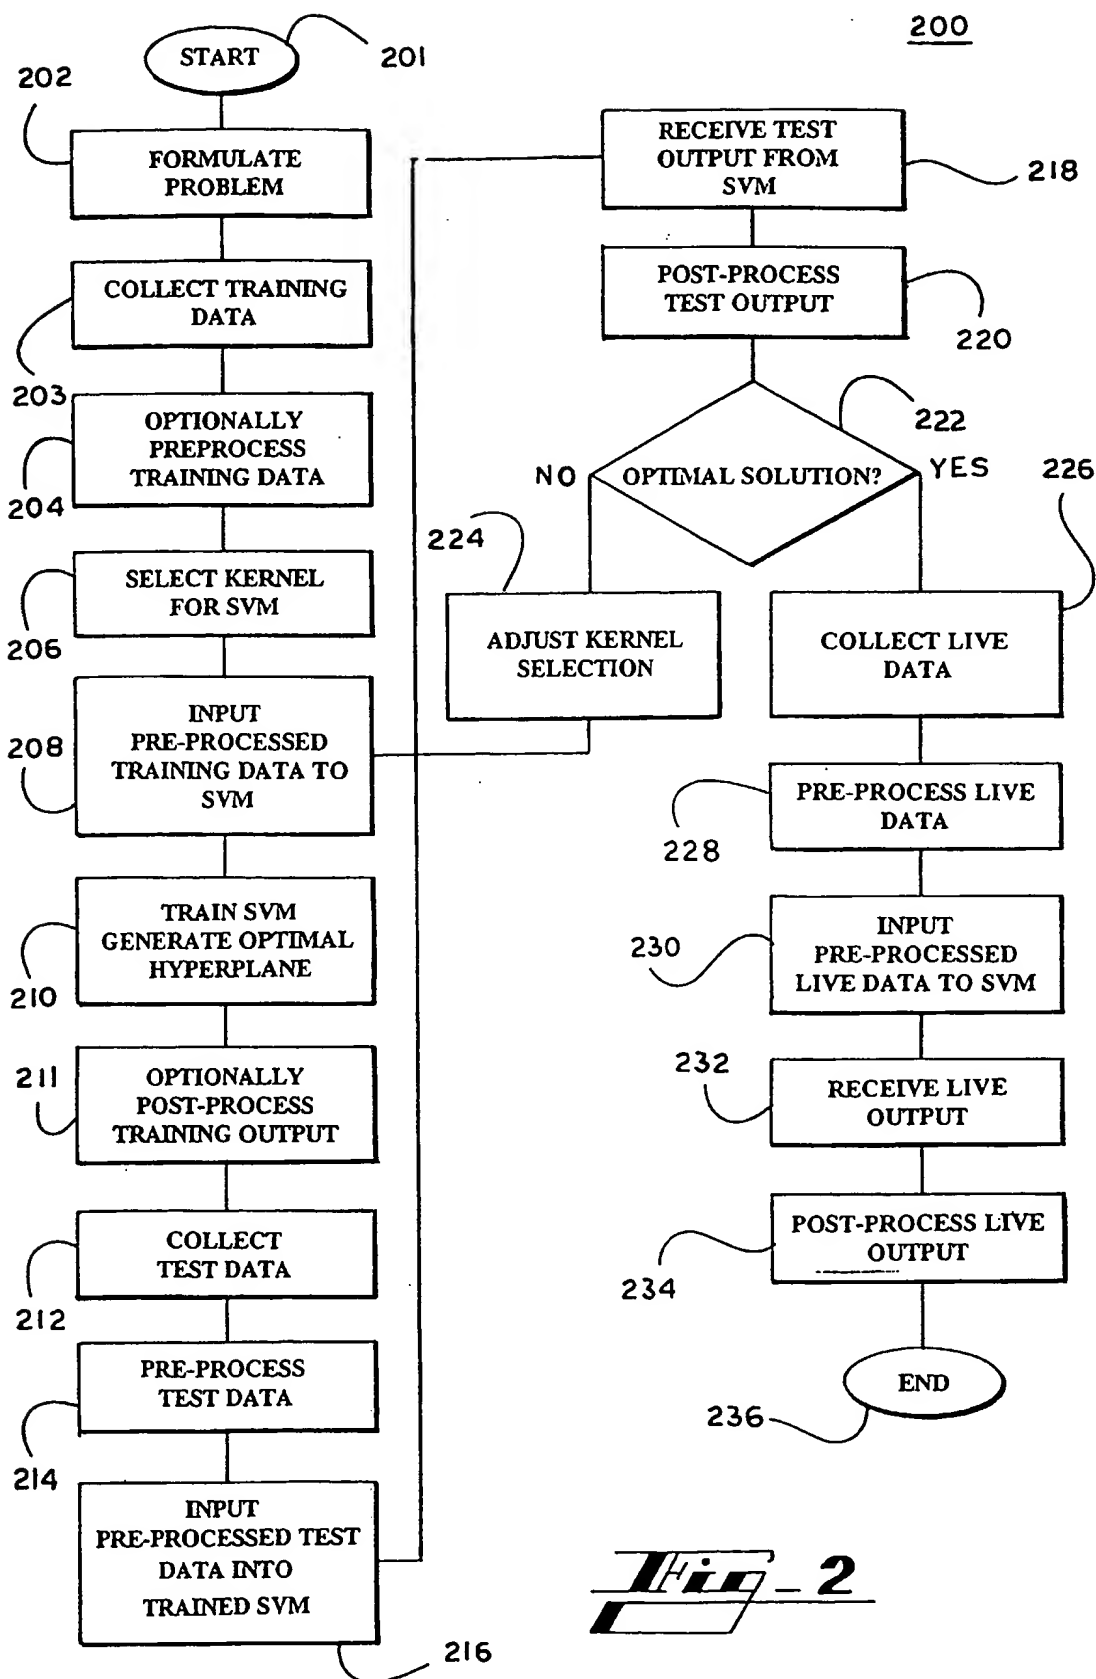 200
START
201
202
FORMULATE
PROBLEM
COLLECT TRAINING
DATA
203
OPTIONALLY
PREPROCESS
TRAINING DATA
204
SELECT KERNEL
FOR SVM
206
INPUT
PRE-PROCESSED
TRAINING DATA TO
SVM
208
TRAIN SVM
GENERATE OPTIMAL
HYPERPLANE
210
211
OPTIONALLY
POST-PROCESS
TRAINING OUTPUT
COLLECT
TEST DATA
212
PRE-PROCESS
TEST DATA
214
INPUT
PRE-PROCESSED TEST
DATA INTO
TRAINED SVM
216
RECEIVE TEST
OUTPUT FROM
SVM
218
POST-PROCESS
TEST OUTPUT
220
222
NO
OPTIMAL SOLUTION?
YES
224
ADJUST KERNEL
SELECTION
226
COLLECT LIVE
DATA
PRE-PROCESS LIVE
DATA
228
INPUT
PRE-PROCESSED
LIVE DATA TO SVM
230
232
RECEIVE LIVE
OUTPUT
POST-PROCESS LIVE
OUTPUT
234
END
236
Fig_2